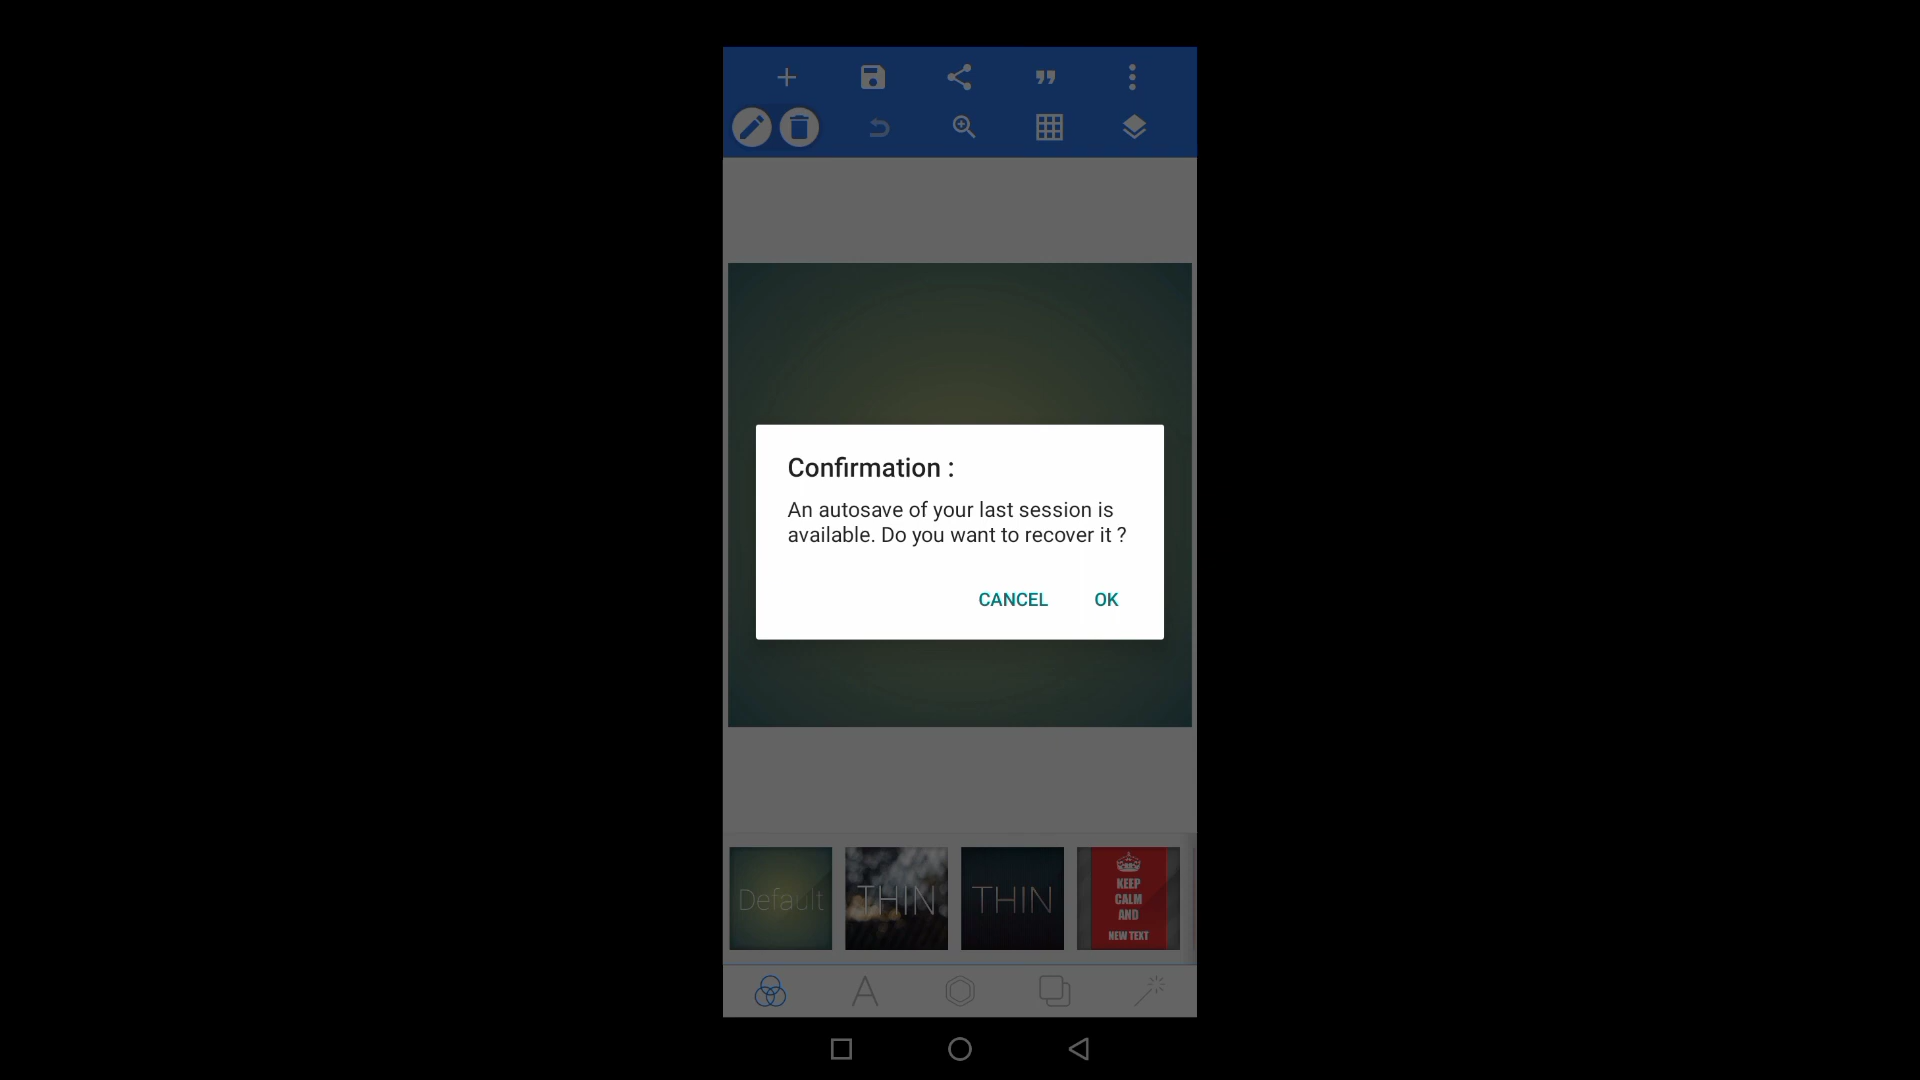 Confirmation :
An autosave of your last session is
available. Do you want to recover it ?
CANCEL OK
Default
THIN
THIN
KEEP
CALM
AND
NEW TEXT